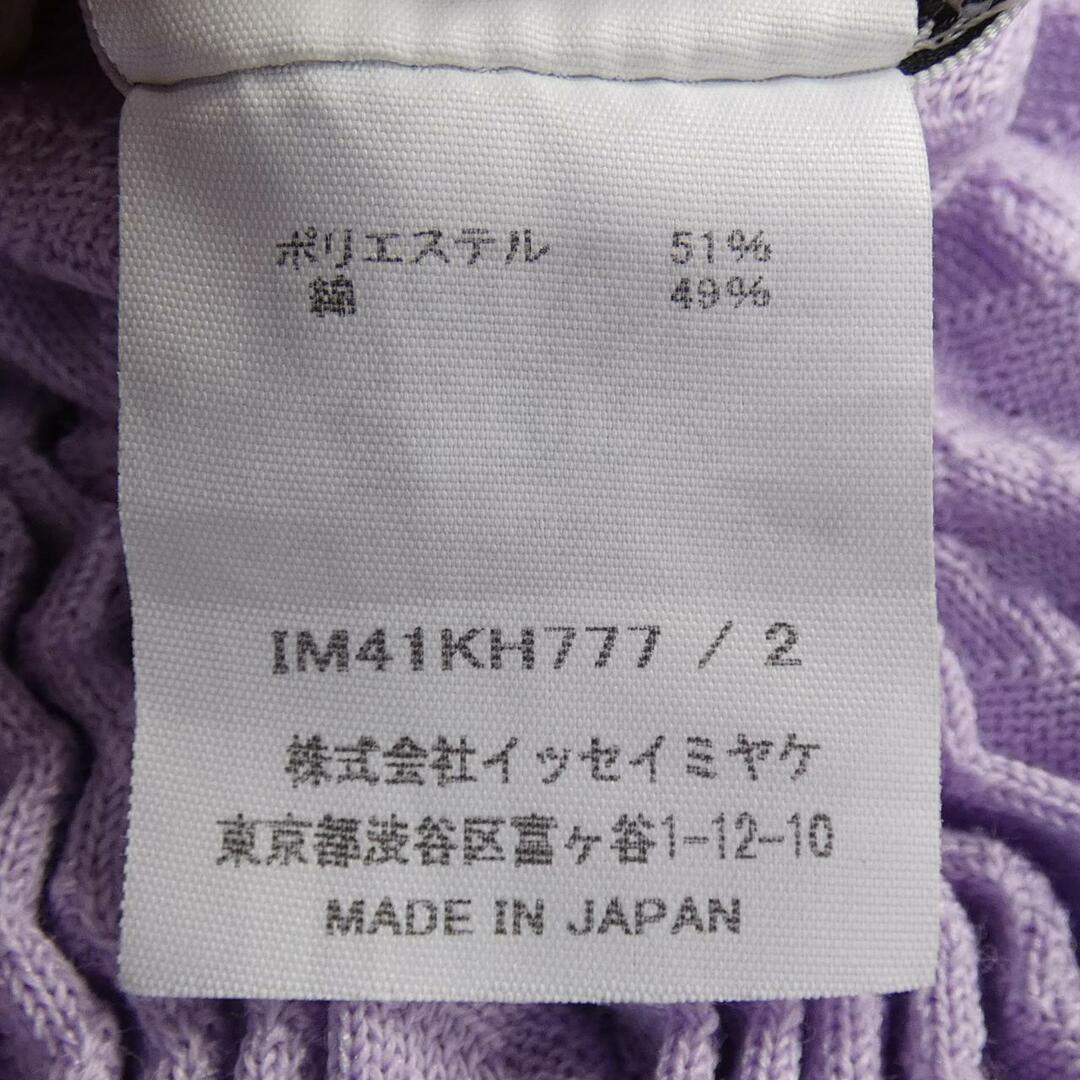 ポリエステル 51%
綿 49%
IM41KH777 / 2
株式会社イッセイミヤケ
東京都渋谷区富ヶ谷1-12-10
MADE IN JAPAN